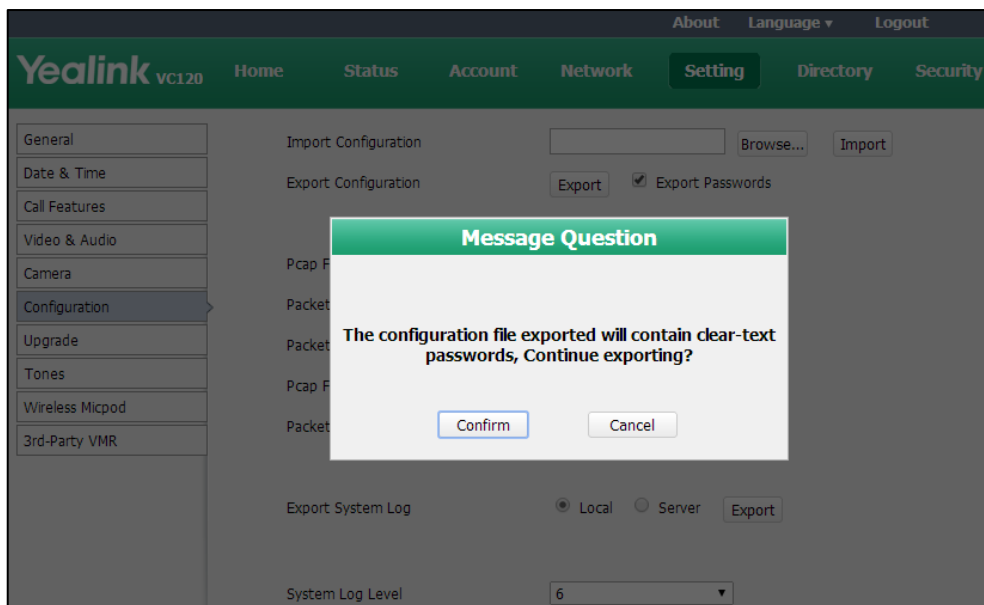 About Language ▾ Logout
Yealink VC120 Home Status Account Network Setting Directory Security
General
Date & Time
Call Features
Video & Audio
Camera
Configuration
Upgrade
Tones
Wireless Micpod
3rd-Party VMR
Import Configuration Browse... Import
Export Configuration Export Export Passwords
Message Question
Pcap F
Packet
The configuration file exported will contain clear-text
passwords, Continue exporting?
Packet
Pcap F
Packet
Confirm Cancel
Export System Log Local Server Export
System Log Level 6